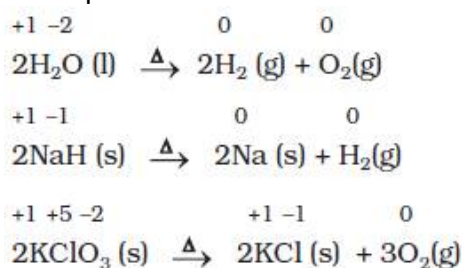 +1 –2 0 0
2H₂O (l) Δ→ 2H₂ (g) + O₂(g)
+1 –1 0 0
2NaH (s) Δ→ 2Na (s) + H₂(g)
+1 +5 –2 +1 –1 0
2KClO₃ (s) Δ→ 2KCl (s) + 3O₂(g)